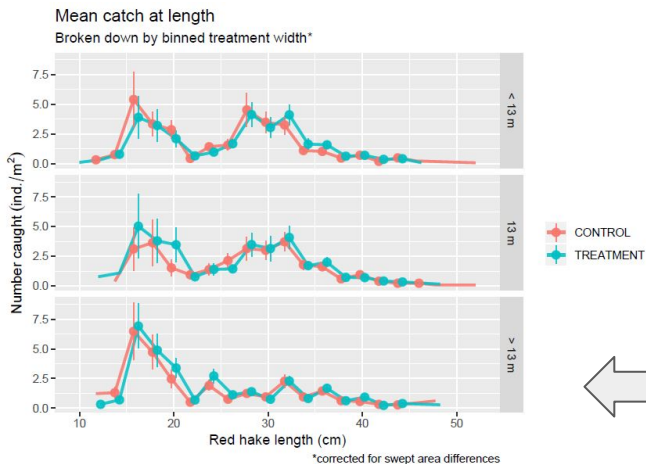 Mean catch at length
Broken down by binned treatment width*
Number caught (ind./m²)
7.5
5.0
2.5
0.0
< 13 m
7.5
5.0
2.5
0.0
13 m
7.5
5.0
2.5
0.0
> 13 m
10 20 30 40 50
Red hake length (cm)
*corrected for swept area differences
CONTROL
TREATMENT